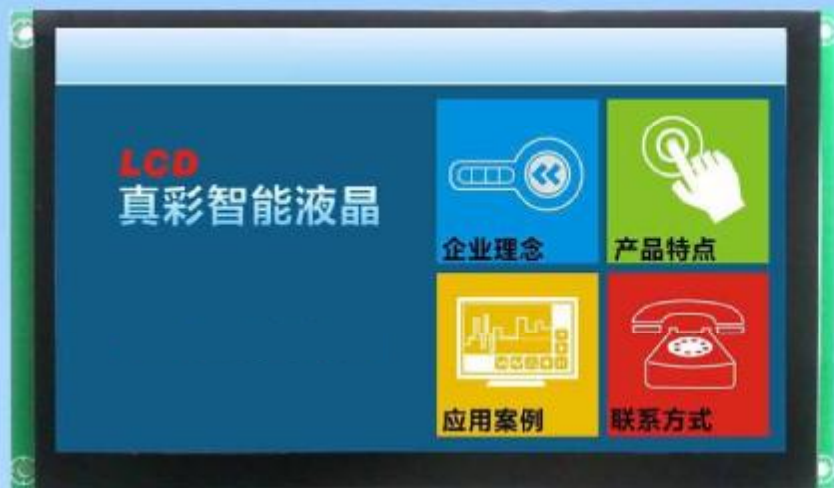 LCD
真彩智能液晶
企业理念
产品特点
应用案例
联系方式